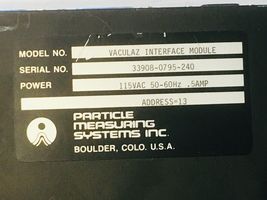 MODEL NO. VACULAZ INTERFACE MODULE
SERIAL NO. 33908-0795-240
POWER 115VAC 50-60Hz .5AMP
ADDRESS=13
PARTICLE
MEASURING
SYSTEMS INC.
BOULDER, COLO. U.S.A.